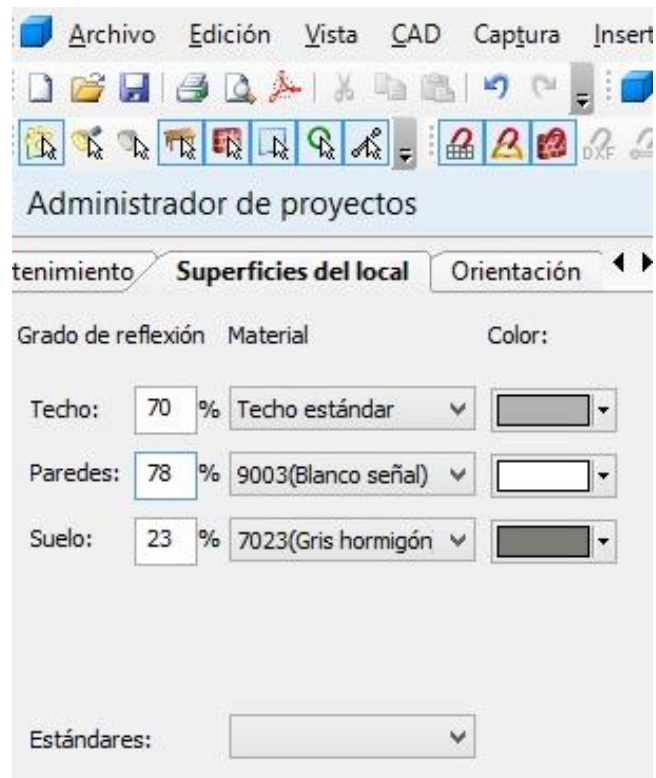 Archivo Edición Vista CAD Captura Insert
DXF
Administrador de proyectos
tenimiento Superficies del local Orientación
Grado de reflexión Material Color:
Techo: 70 % Techo estándar
Paredes: 78 % 9003(Blanco señal)
Suelo: 23 % 7023(Gris hormigón
Estándares: